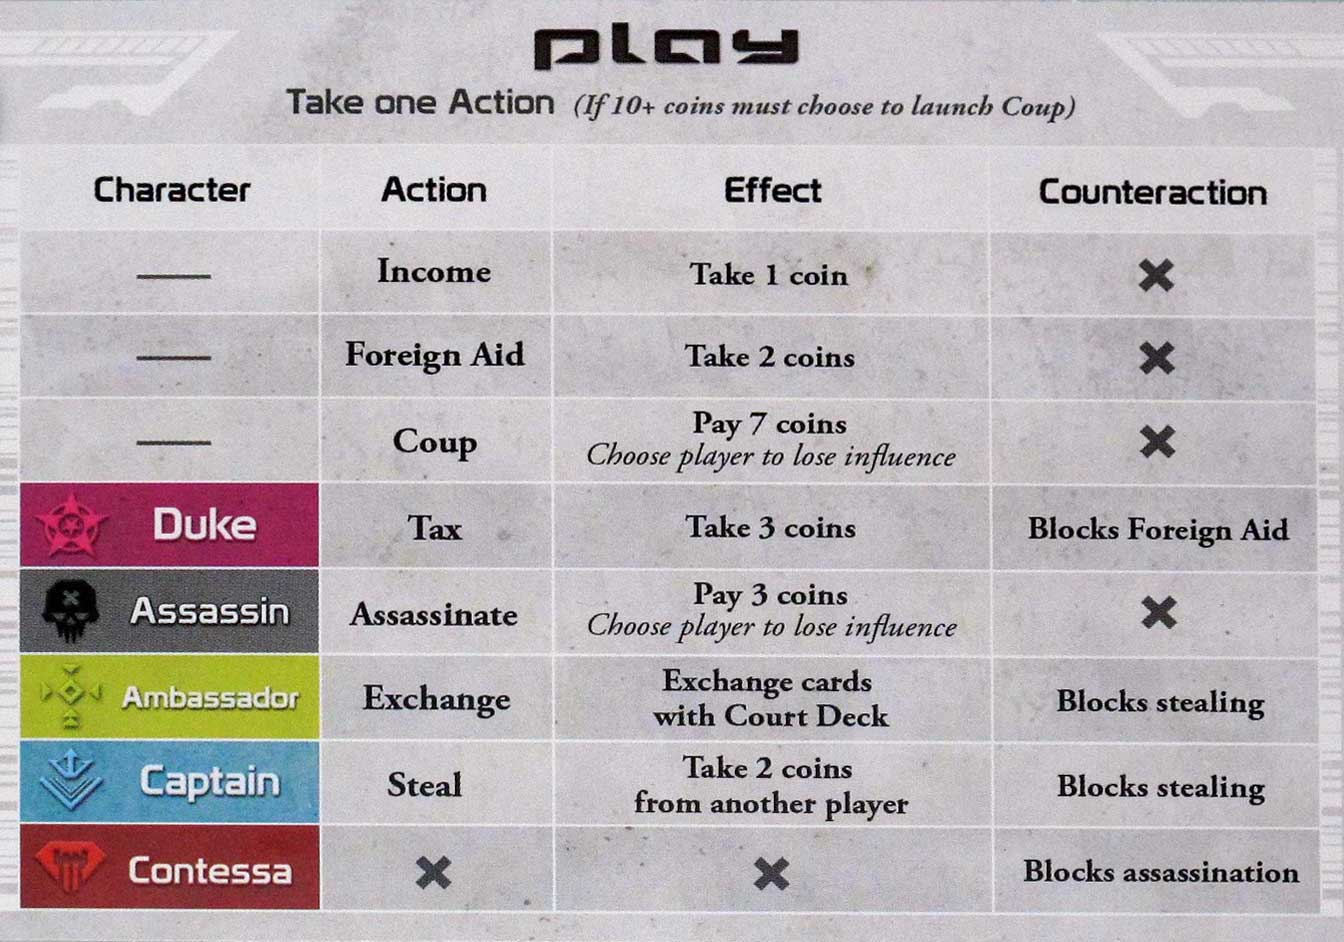 play
Take one Action (If 10+ coins must choose to launch Coup)
Character Action Effect Counteraction
— Income Take 1 coin ✖
— Foreign Aid Take 2 coins ✖
— Coup Pay 7 coins
Choose player to lose influence ✖
Duke Tax Take 3 coins Blocks Foreign Aid
Assassin Assassinate Pay 3 coins
Choose player to lose influence ✖
Ambassador Exchange Exchange cards
with Court Deck Blocks stealing
Captain Steal Take 2 coins
from another player Blocks stealing
Contessa ✖ ✖ Blocks assassination